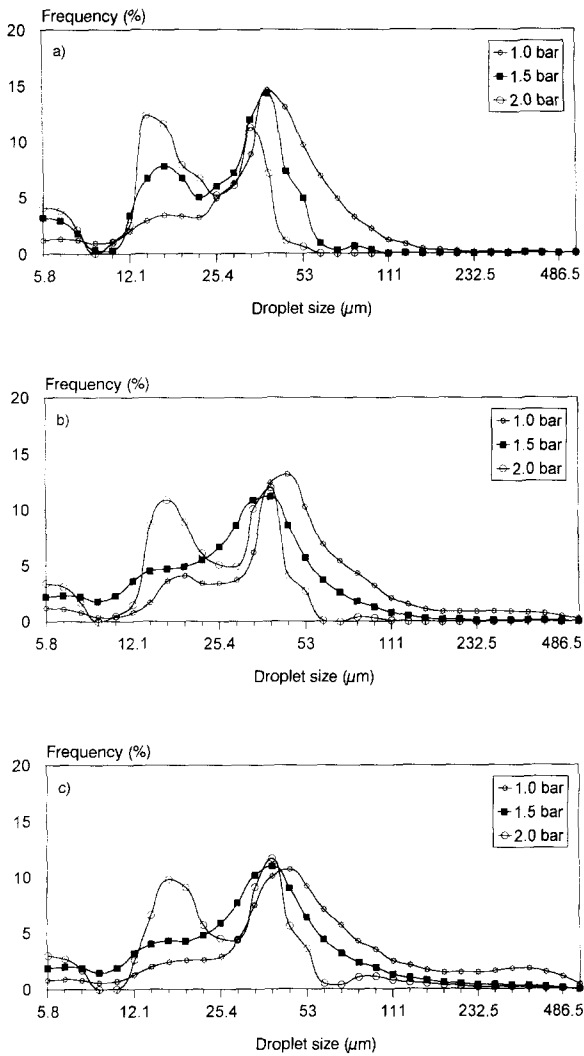 Frequency (%)
20
a)
1.0 bar
1.5 bar
2.0 bar
15
10
5
0
5.8 12.1 25.4 53 111 232.5 486.5
Droplet size (µm)
Frequency (%)
20
b)
1.0 bar
1.5 bar
2.0 bar
15
10
5
0
5.8 12.1 25.4 53 111 232.5 486.5
Droplet size (µm)
Frequency (%)
20
c)
1.0 bar
1.5 bar
2.0 bar
15
10
5
0
5.8 12.1 25.4 53 111 232.5 486.5
Droplet size (µm)